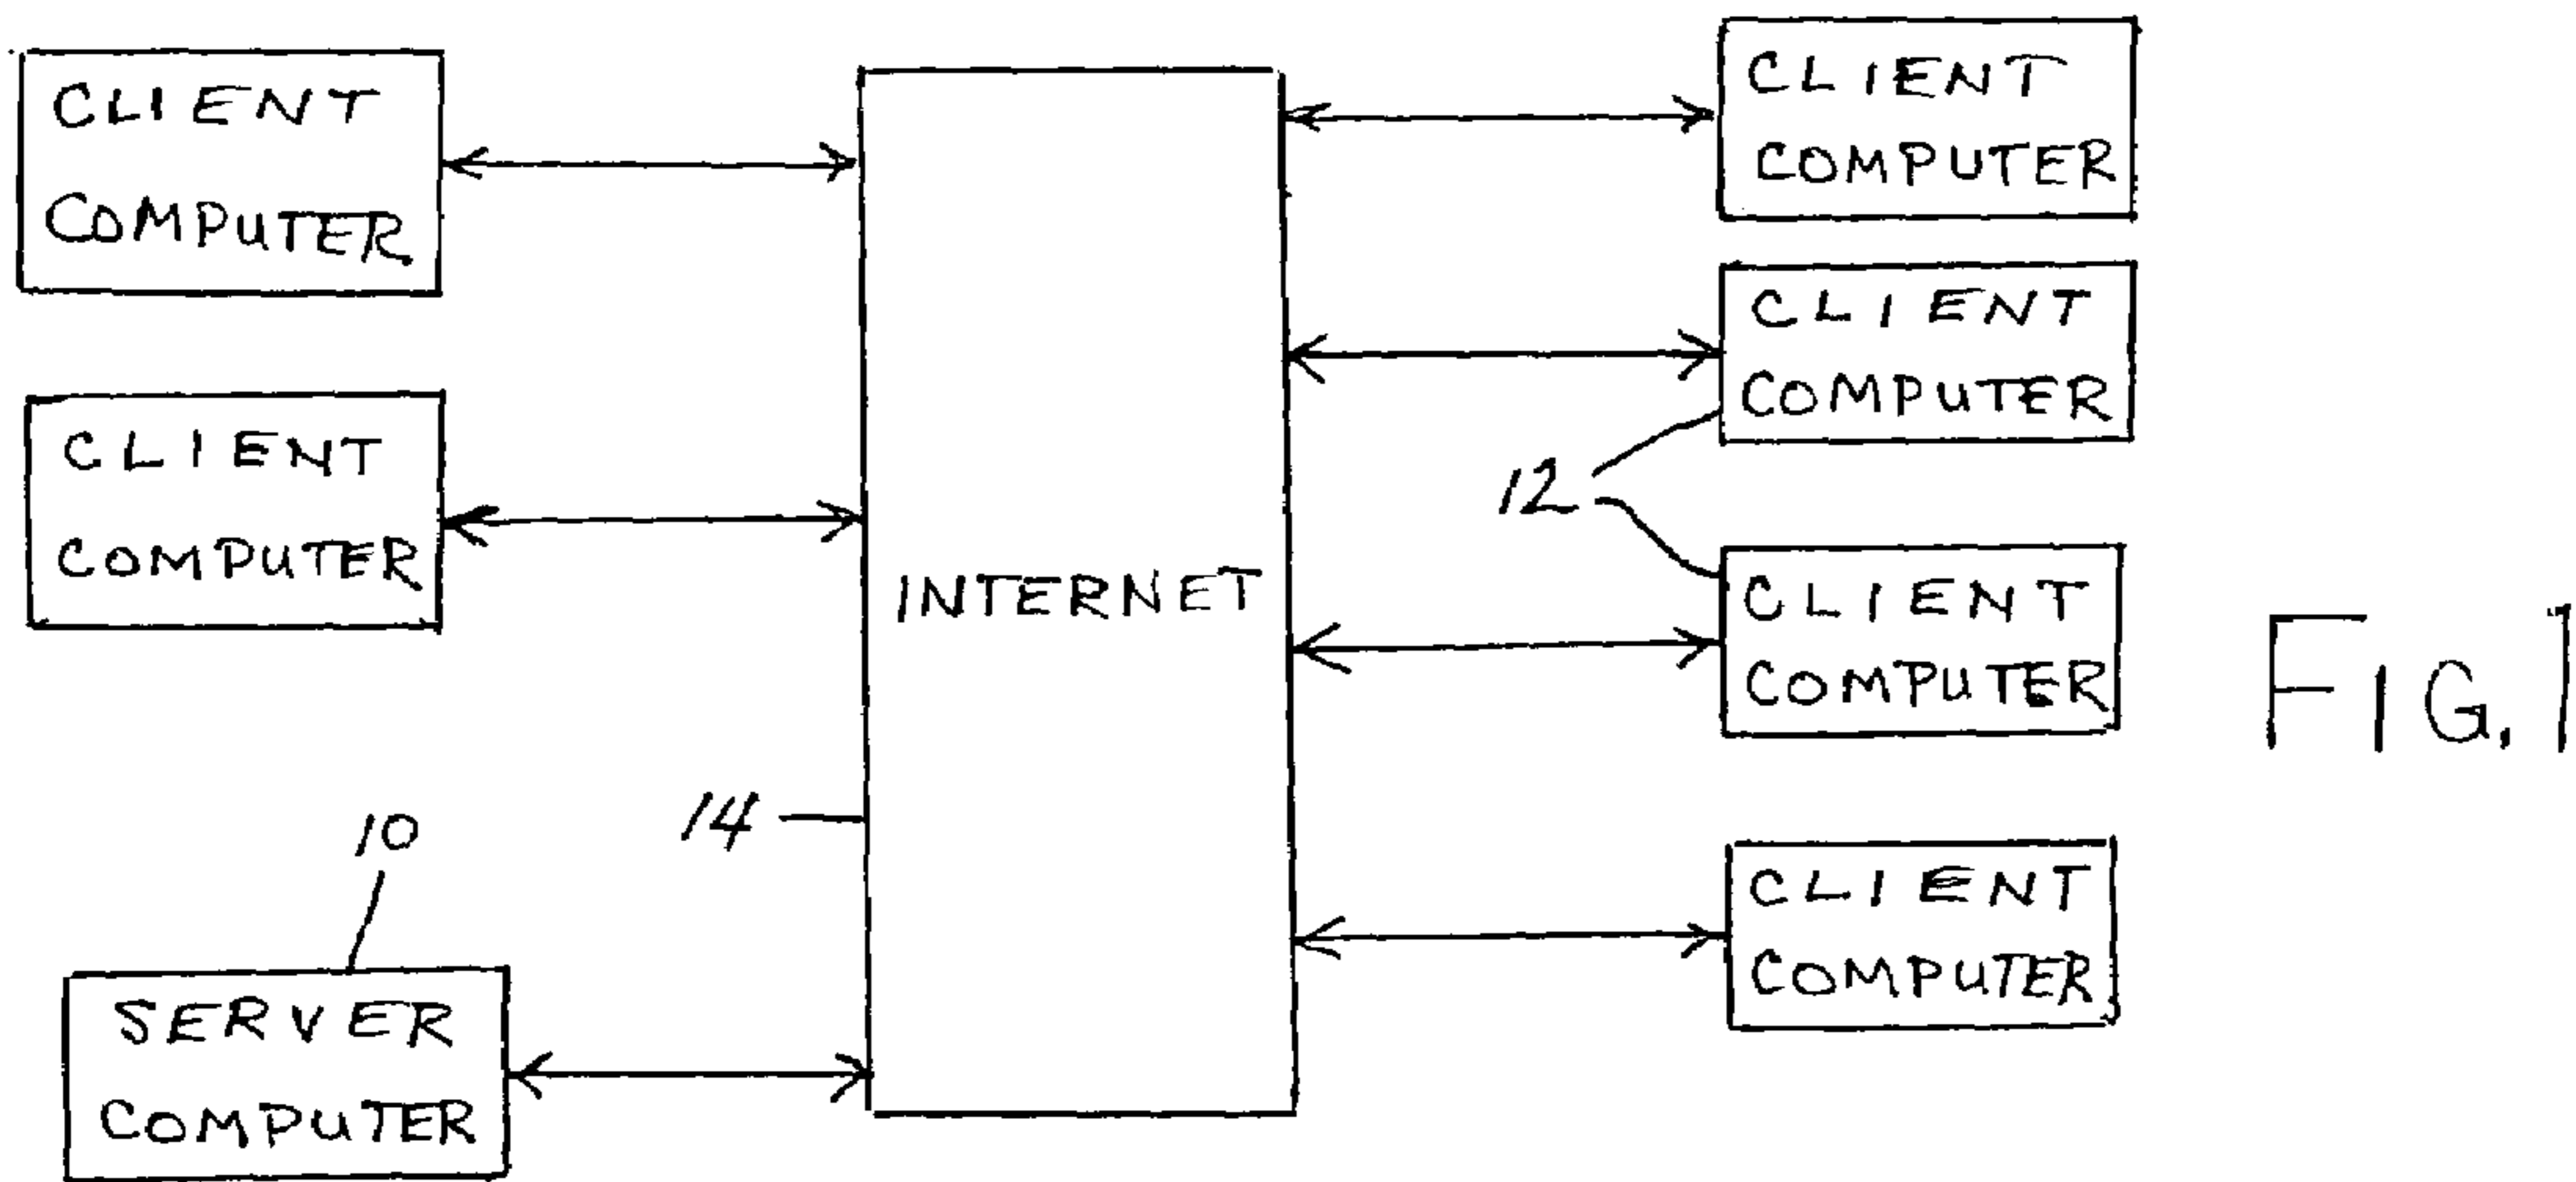 CLIENT
COMPUTER
CLIENT
COMPUTER
10
SERVER
COMPUTER
14
INTERNET
CLIENT
COMPUTER
CLIENT
COMPUTER
12
CLIENT
COMPUTER
CLIENT
COMPUTER
FIG. 1